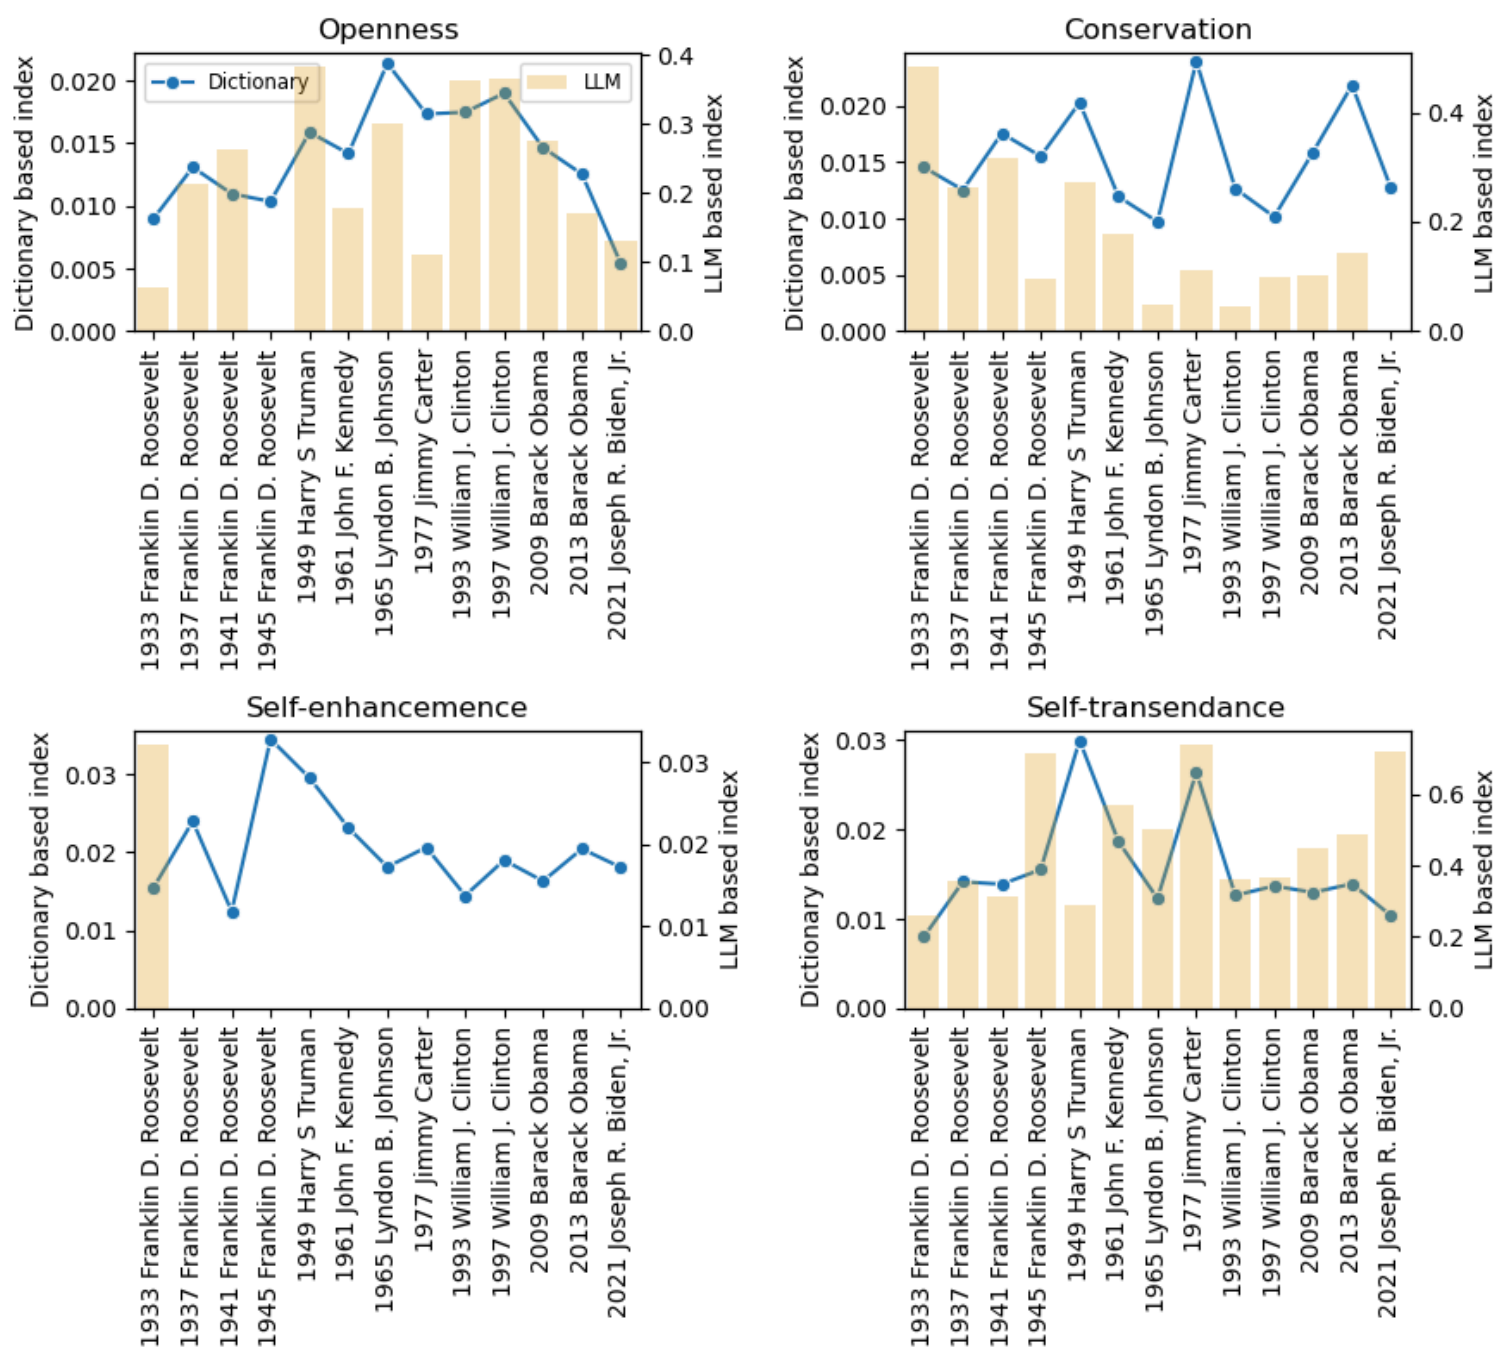 Openness
Dictionary based index
0.020
0.015
0.010
0.005
0.000
Dictionary
LLM
0.4
0.3
0.2
0.1
0.0
LLM based index
1933 Franklin D. Roosevelt
1937 Franklin D. Roosevelt
1941 Franklin D. Roosevelt
1945 Franklin D. Roosevelt
1949 Harry S Truman
1961 John F. Kennedy
1965 Lyndon B. Johnson
1977 Jimmy Carter
1993 William J. Clinton
1997 William J. Clinton
2009 Barack Obama
2013 Barack Obama
2021 Joseph R. Biden, Jr.
Conservation
Dictionary based index
0.020
0.015
0.010
0.005
0.000
0.4
0.2
0.0
LLM based index
1933 Franklin D. Roosevelt
1937 Franklin D. Roosevelt
1941 Franklin D. Roosevelt
1945 Franklin D. Roosevelt
1949 Harry S Truman
1961 John F. Kennedy
1965 Lyndon B. Johnson
1977 Jimmy Carter
1993 William J. Clinton
1997 William J. Clinton
2009 Barack Obama
2013 Barack Obama
2021 Joseph R. Biden, Jr.
Self-enhancemence
Dictionary based index
0.03
0.02
0.01
0.00
0.03
0.02
0.01
0.00
LLM based index
1933 Franklin D. Roosevelt
1937 Franklin D. Roosevelt
1941 Franklin D. Roosevelt
1945 Franklin D. Roosevelt
1949 Harry S Truman
1961 John F. Kennedy
1965 Lyndon B. Johnson
1977 Jimmy Carter
1993 William J. Clinton
1997 William J. Clinton
2009 Barack Obama
2013 Barack Obama
2021 Joseph R. Biden, Jr.
Self-transendance
Dictionary based index
0.03
0.02
0.01
0.00
0.6
0.4
0.2
0.0
LLM based index
1933 Franklin D. Roosevelt
1937 Franklin D. Roosevelt
1941 Franklin D. Roosevelt
1945 Franklin D. Roosevelt
1949 Harry S Truman
1961 John F. Kennedy
1965 Lyndon B. Johnson
1977 Jimmy Carter
1993 William J. Clinton
1997 William J. Clinton
2009 Barack Obama
2013 Barack Obama
2021 Joseph R. Biden, Jr.